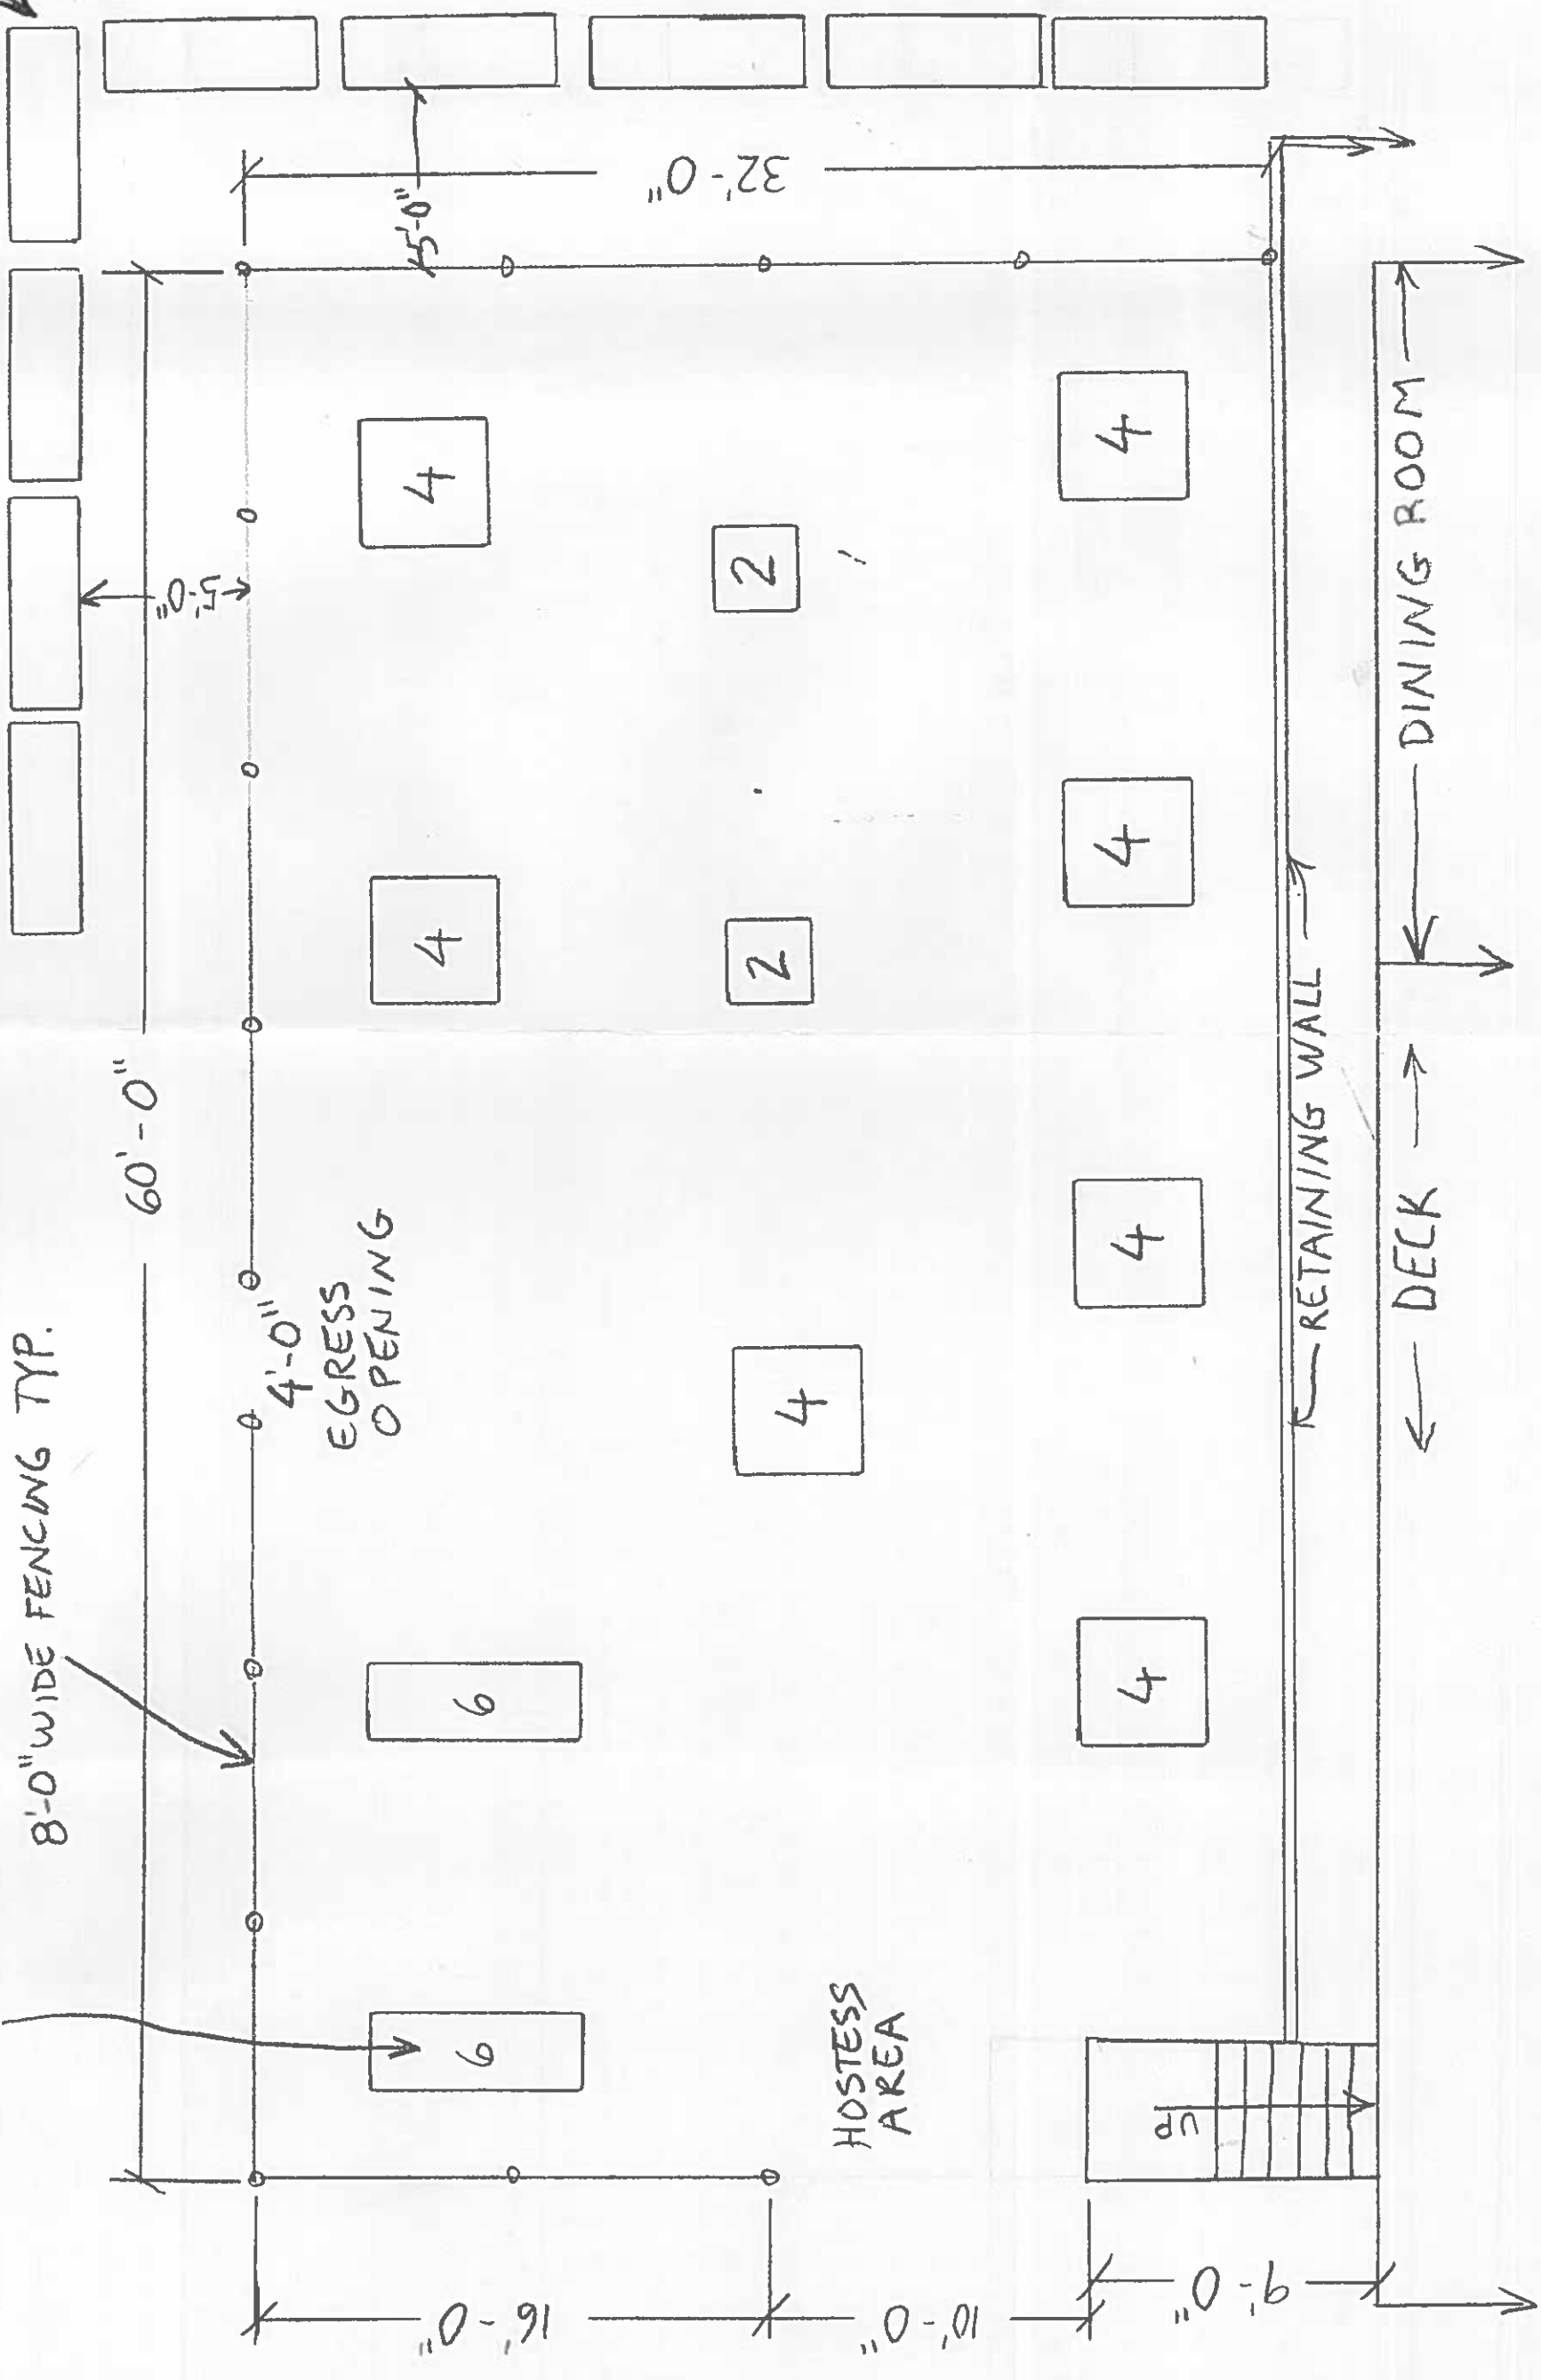 8'-0" WIDE FENCING TYP.
60'-0"
5'-0"
4'-0"
EGRESS
OPENING
16'-0"
6
6
4
4
5'-0"
32'-0"
4
2
2
10'-0"
HOSTESS
AREA
4
4
4
4
UP
9'-0"
RETAINING WALL
DECK
DINING ROOM